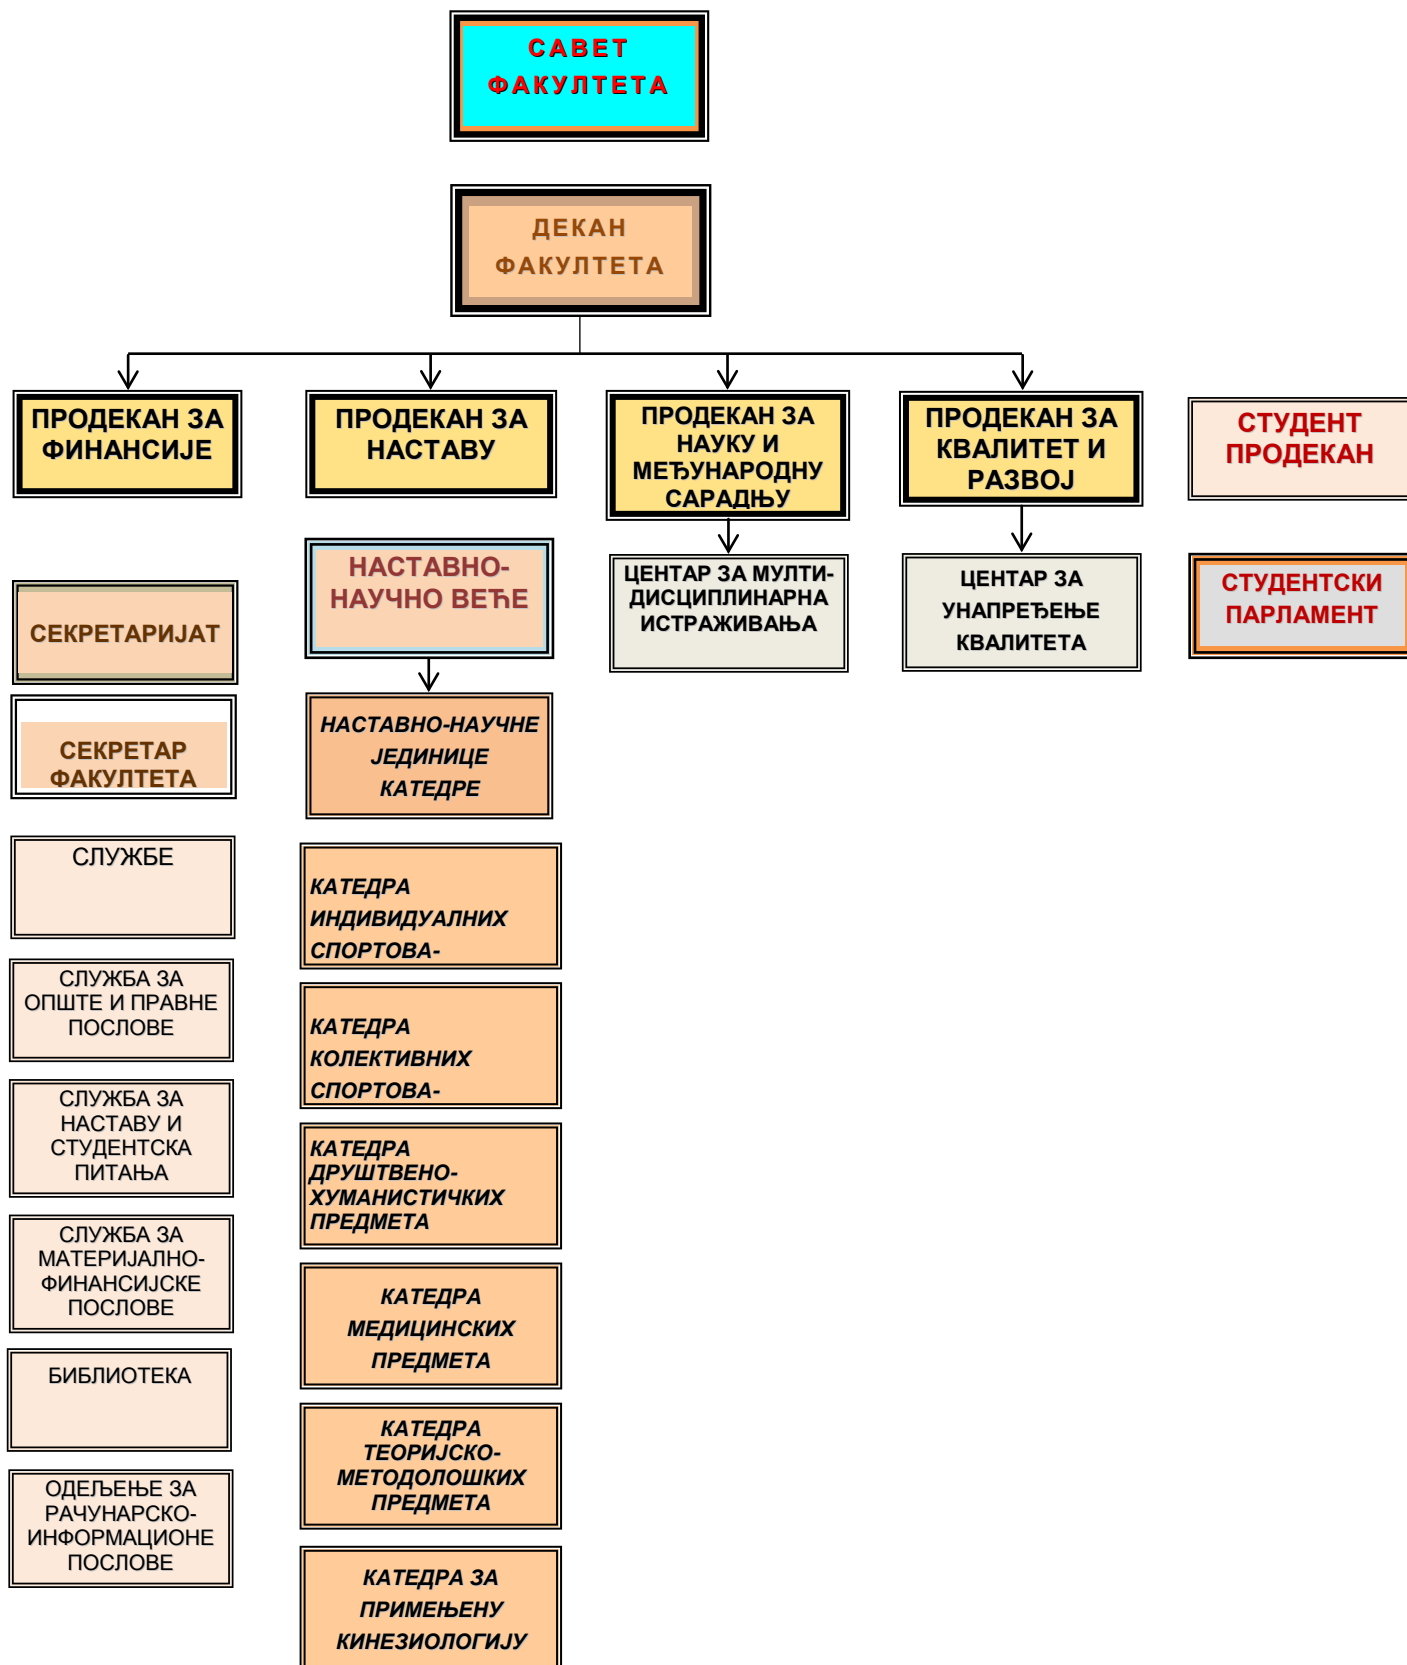 САВЕТ
ФАКУЛТЕТА
ДЕКАН
ФАКУЛТЕТА
ПРОДЕКАН ЗА
ФИНАНСИЈЕ
ПРОДЕКАН ЗА
НАСТАВУ
ПРОДЕКАН ЗА
НАУКУ И
МЕЂУНАРОДНУ
САРАДЊУ
ПРОДЕКАН ЗА
КВАЛИТЕТ И
РАЗВОЈ
СТУДЕНТ
ПРОДЕКАН
СЕКРЕТАРИЈАТ
НАСТАВНО-
НАУЧНО ВЕЋЕ
ЦЕНТАР ЗА МУЛТИ-
ДИСЦИПЛИНАРНА
ИСТРАЖИВАЊА
ЦЕНТАР ЗА
УНАПРЕЂЕЊЕ
КВАЛИТЕТА
СТУДЕНТСКИ
ПАРЛАМЕНТ
СЕКРЕТАР
ФАКУЛТЕТА
НАСТАВНО-НАУЧНЕ
ЈЕДИНИЦЕ
КАТЕДРЕ
СЛУЖБЕ
КАТЕДРА
ИНДИВИДУАЛНИХ
СПОРТОВА-
СЛУЖБА ЗА
ОПШТЕ И ПРАВНЕ
ПОСЛОВЕ
КАТЕДРА
КОЛЕКТИВНИХ
СПОРТОВА-
СЛУЖБА ЗА
НАСТАВУ И
СТУДЕНТСКА
ПИТАЊА
КАТЕДРА
ДРУШТВЕНО-
ХУМАНИСТИЧКИХ
ПРЕДМЕТА
СЛУЖБА ЗА
МАТЕРИЈАЛНО-
ФИНАНСИЈСКЕ
ПОСЛОВЕ
КАТЕДРА
МЕДИЦИНСКИХ
ПРЕДМЕТА
БИБЛИОТЕКА
КАТЕДРА
ТЕОРИЈСКО-
МЕТОДОЛОШКИХ
ПРЕДМЕТА
ОДЕЉЕЊЕ ЗА
РАЧУНАРСКО-
ИНФОРМАЦИОНЕ
ПОСЛОВЕ
КАТЕДРА ЗА
ПРИМЕЊЕНУ
КИНЕЗИОЛОГИЈУ